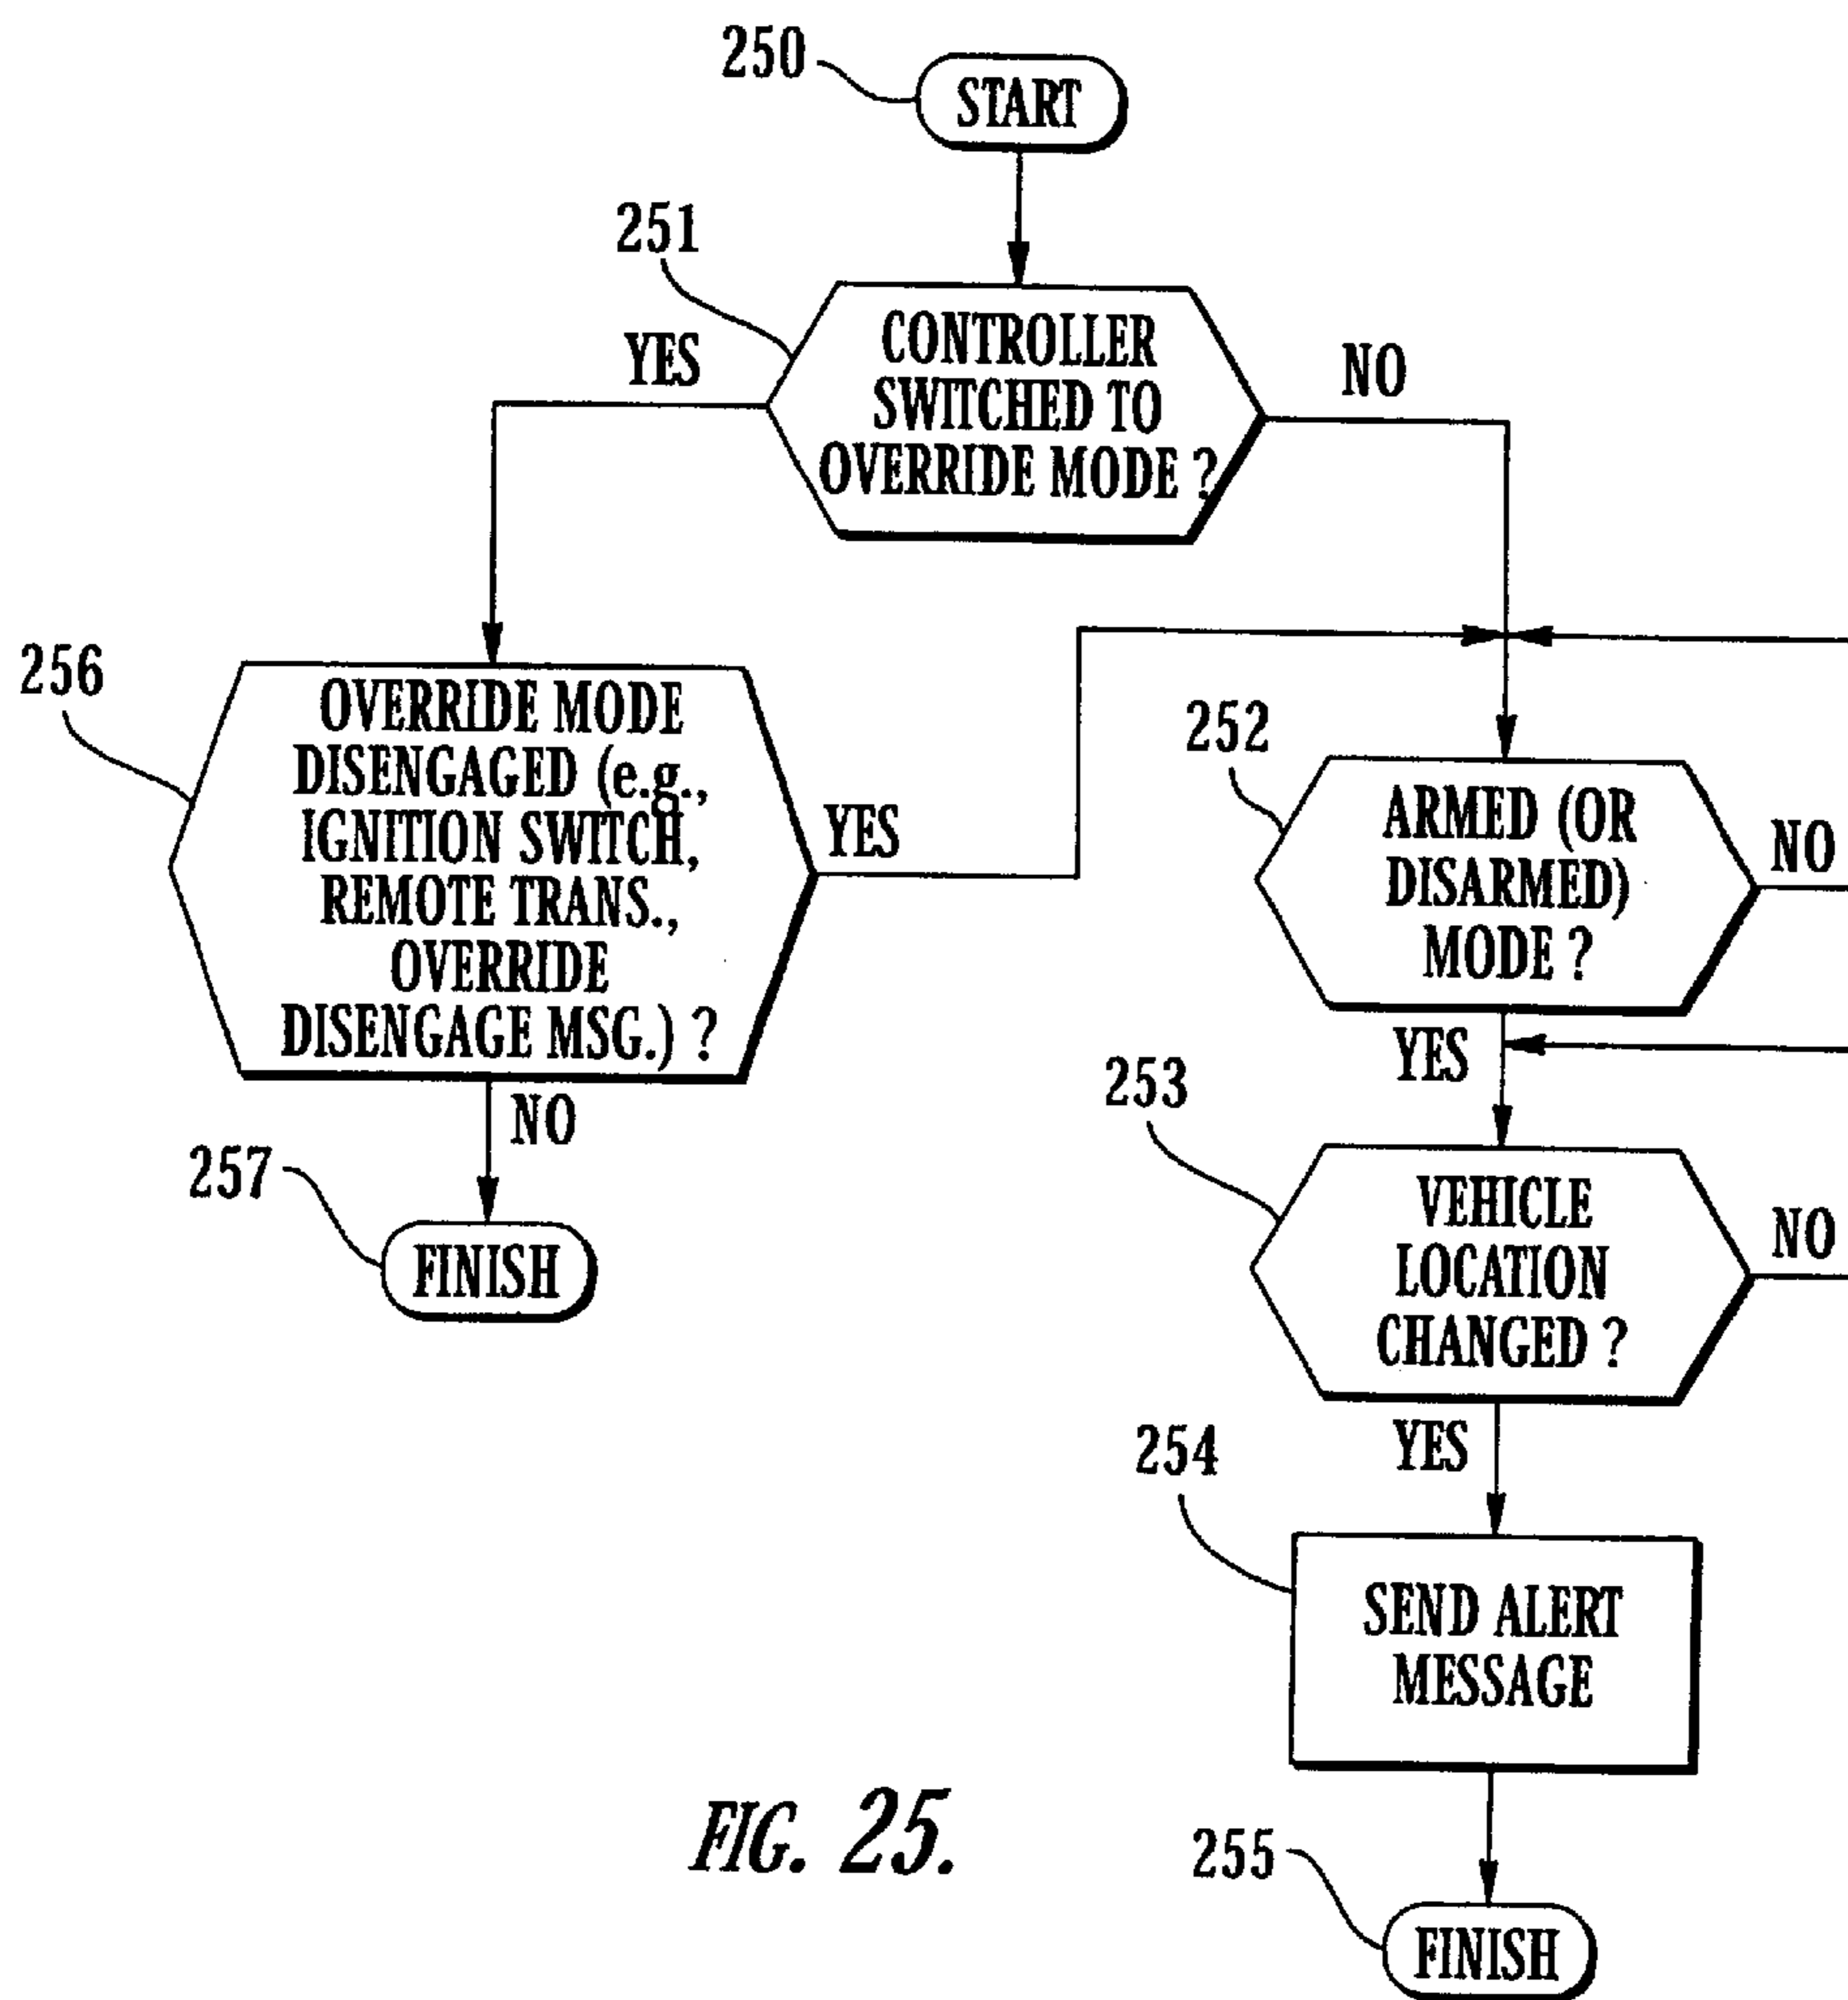 250
START
251
YES
CONTROLLER
SWITCHED TO
OVERRIDE MODE ?
NO
256
OVERRIDE MODE
DISENGAGED (e.g.,
IGNITION SWITCH,
REMOTE TRANS.,
OVERRIDE
DISENGAGE MSG.) ?
YES
NO
257
FINISH
252
ARMED (OR
DISARMED)
MODE ?
NO
YES
253
VEHICLE
LOCATION
CHANGED ?
NO
YES
254
SEND ALERT
MESSAGE
255
FINISH
FIG. 25.